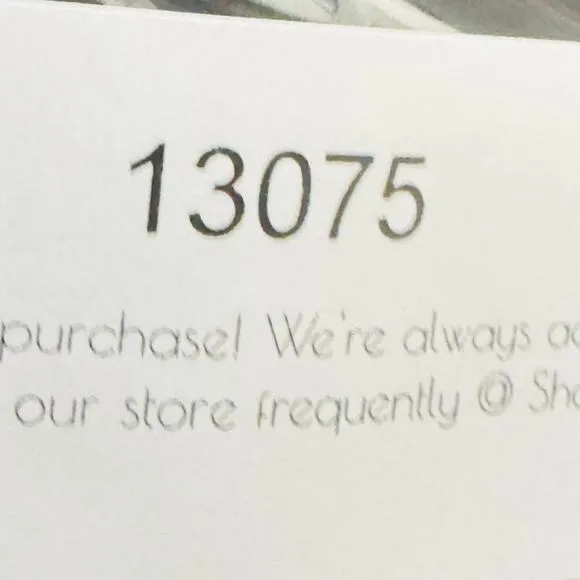 13075
purchase! We're always
our store frequently @